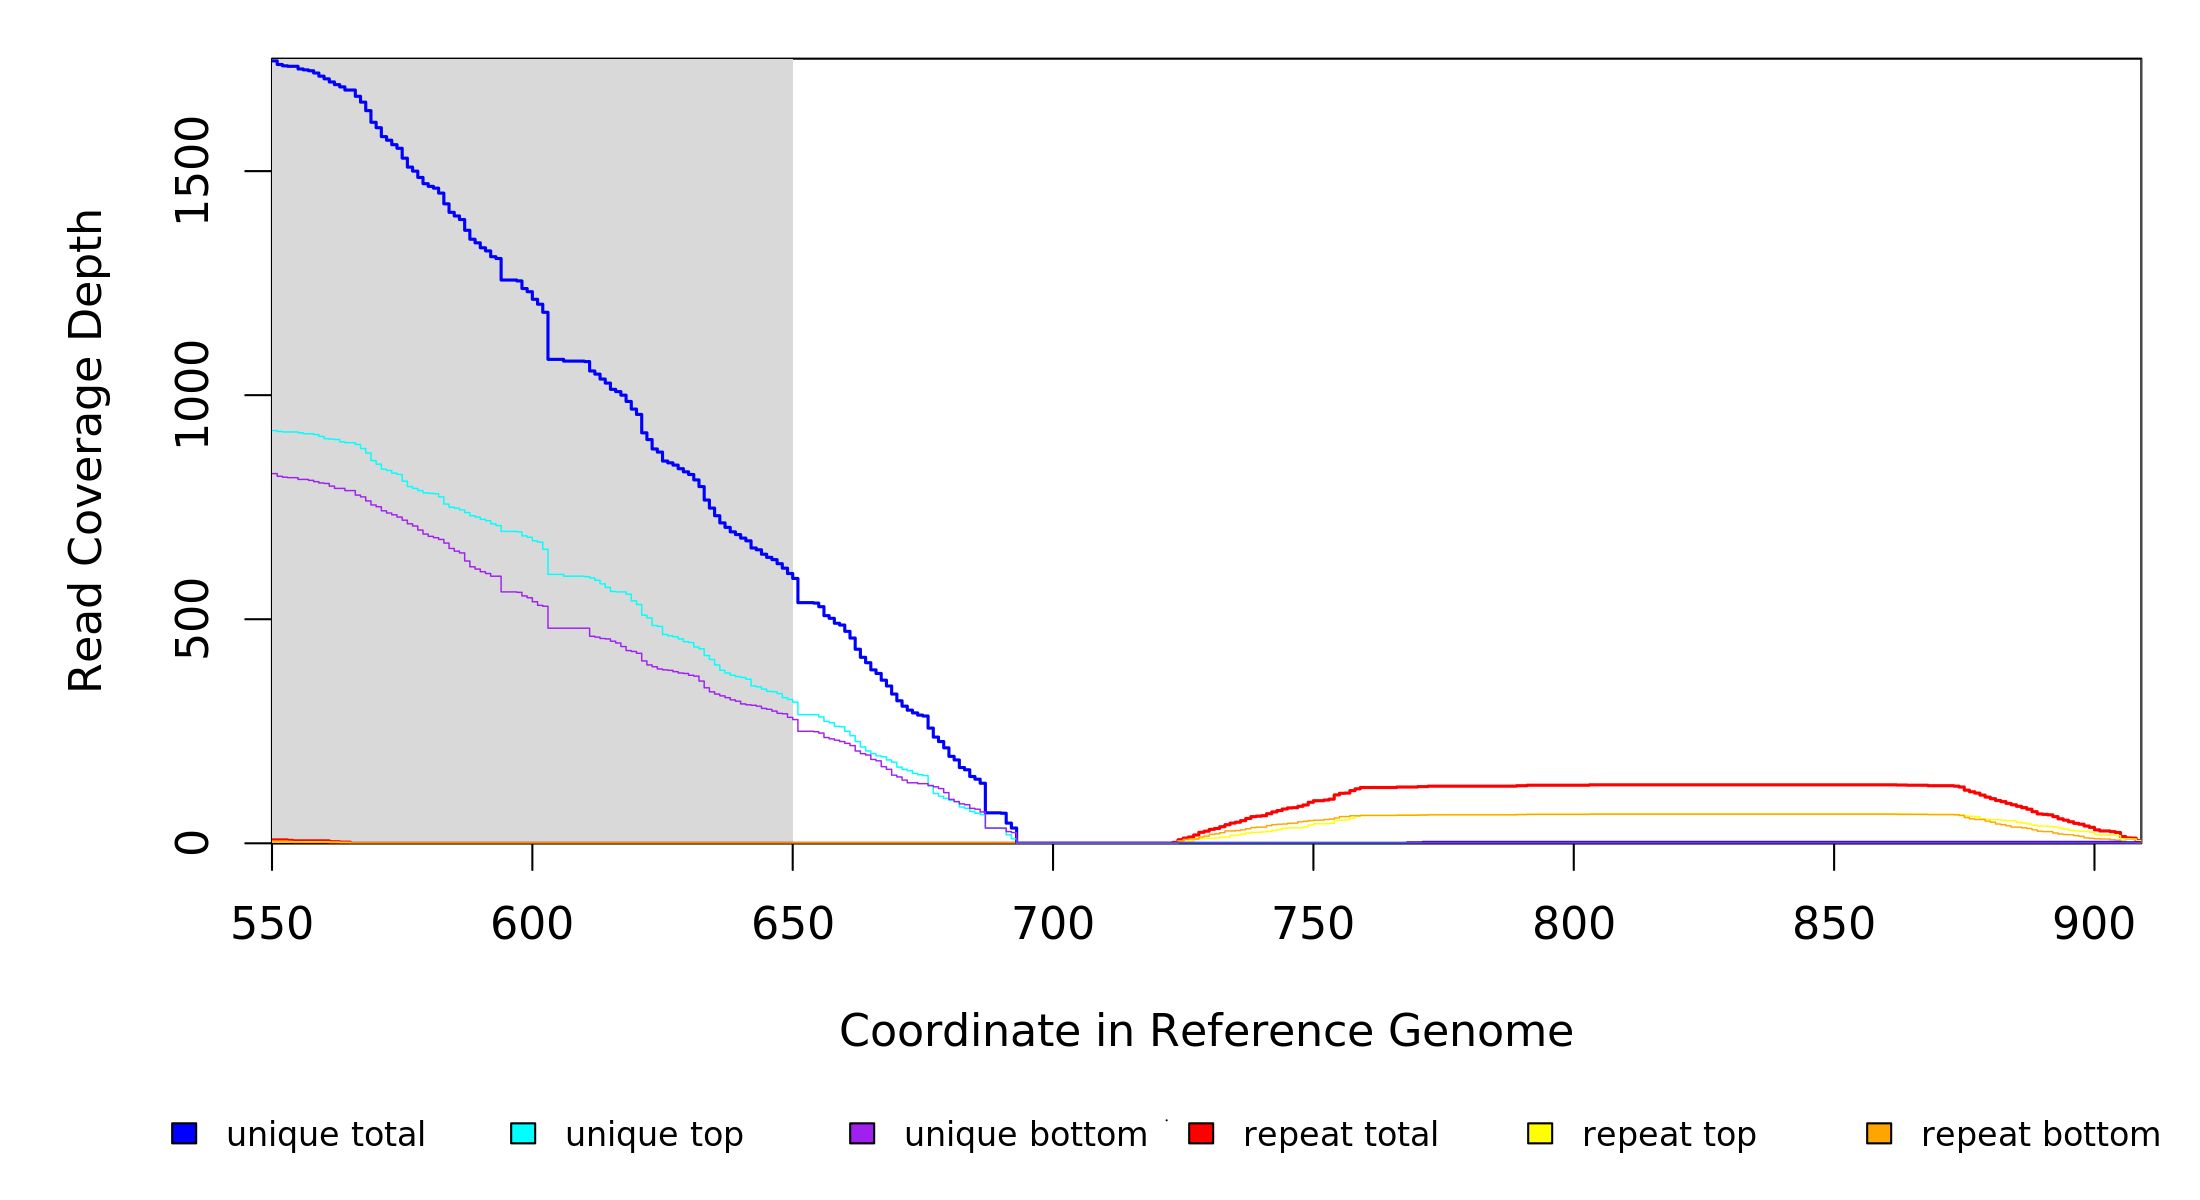 Read Coverage Depth
1500
1000
500
0
550 600 650 700 750 800 850 900
Coordinate in Reference Genome
unique total unique top unique bottom repeat total repeat top repeat bottom